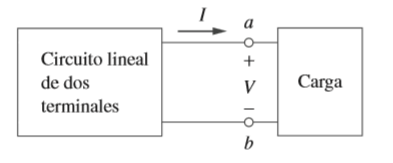 I
a
Circuito lineal
de dos
terminales
+
V
−
Carga
b